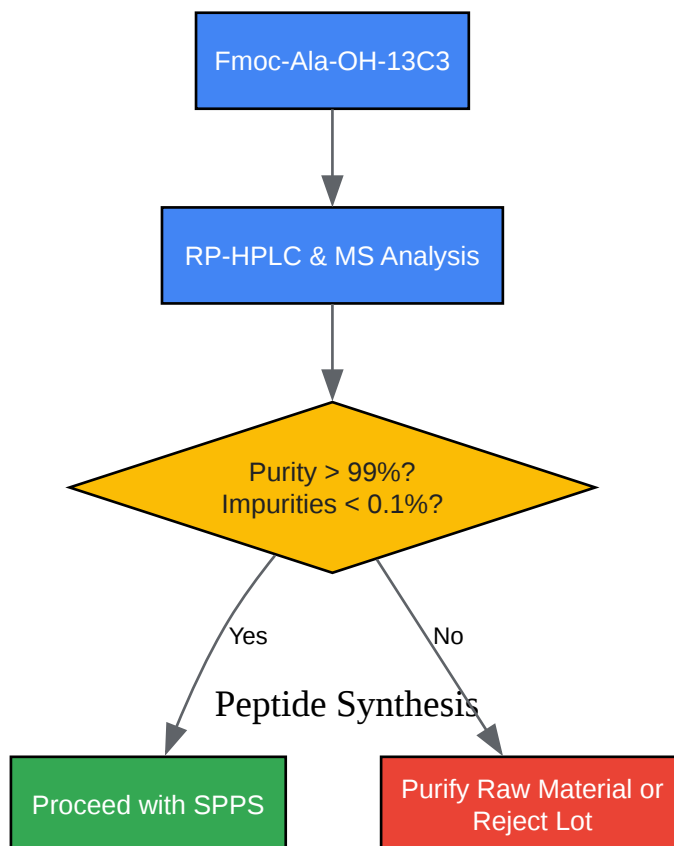 Fmoc-Ala-OH-13C3
RP-HPLC & MS Analysis
Purity > 99%?
Impurities < 0.1%?
Yes
No
Peptide Synthesis
Proceed with SPPS
Purify Raw Material or
Reject Lot